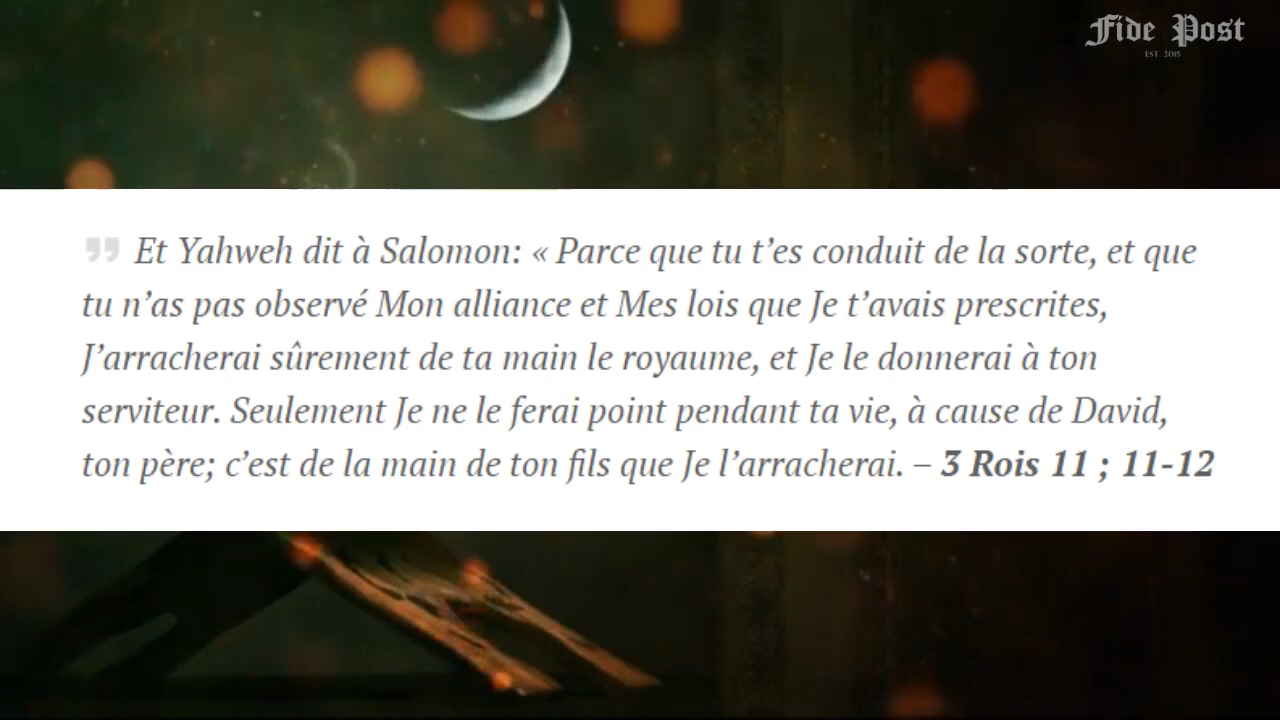 Fide Post
EST. 2015
Et Yahweh dit à Salomon: « Parce que tu t’es conduit de la sorte, et que
tu n’as pas observé Mon alliance et Mes lois que Je t’avais prescrites,
J’arracherai sûrement de ta main le royaume, et Je le donnerai à ton
serviteur. Seulement Je ne le ferai point pendant ta vie, à cause de David,
ton père; c’est de la main de ton fils que Je l’arracherai. – 3 Rois 11 ; 11-12